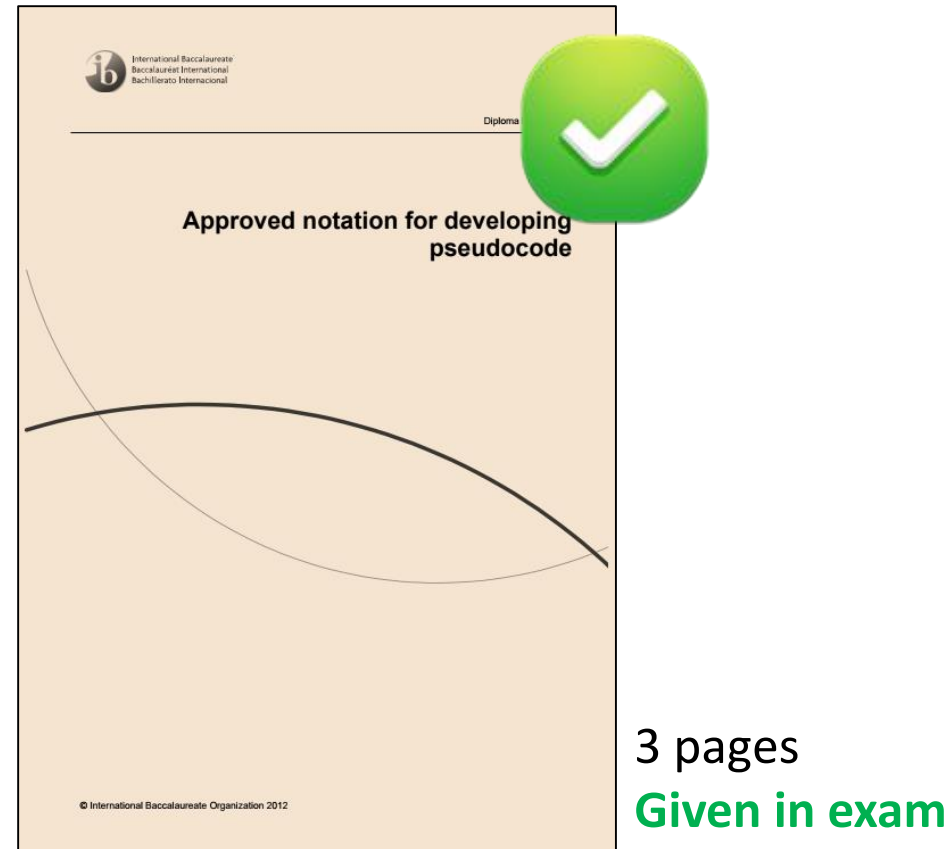 ib
International Baccalaureate
Baccalauréat International
Bachillerato Internacional
Diploma
Approved notation for developing
pseudocode
© International Baccalaureate Organization 2012
3 pages
Given in exam